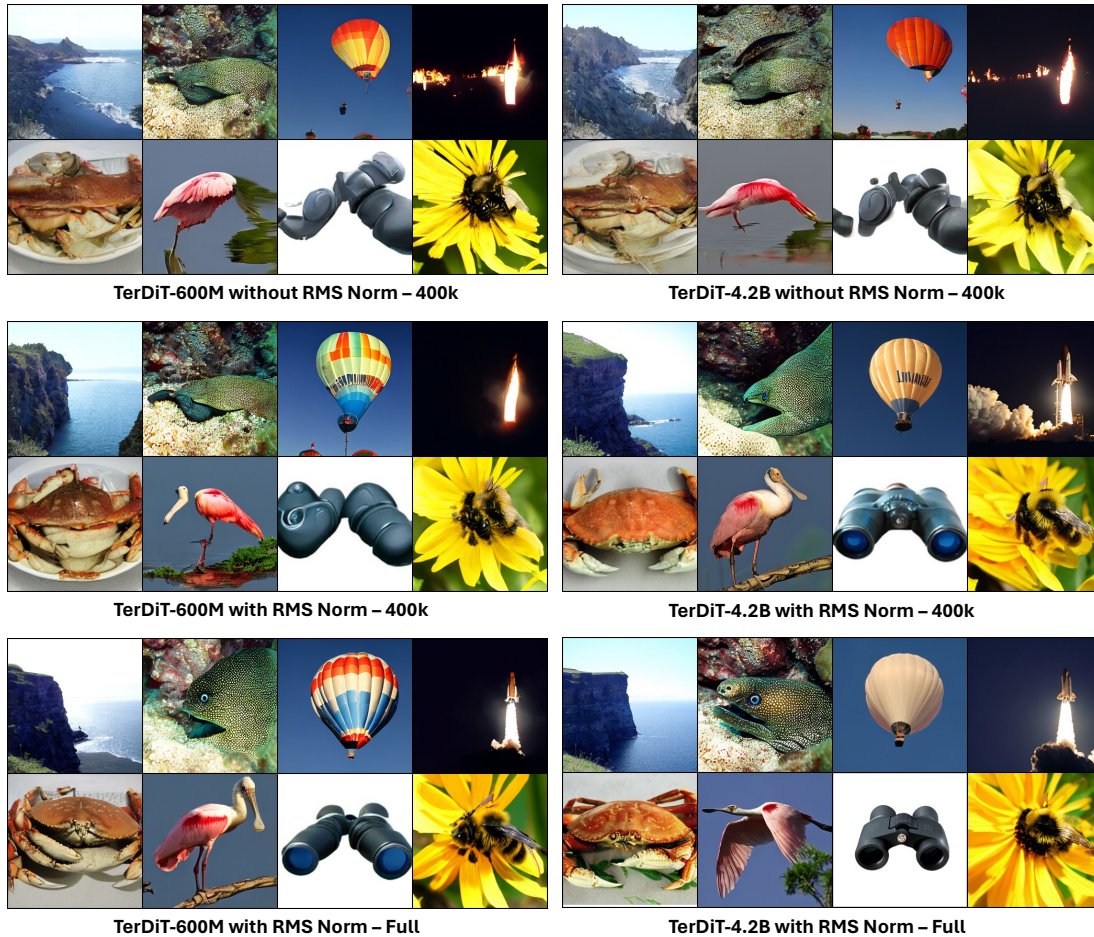 TerDiT-600M without RMS Norm – 400k
TerDiT-4.2B without RMS Norm – 400k
TerDiT-600M with RMS Norm – 400k
TerDiT-4.2B with RMS Norm – 400k
TerDiT-600M with RMS Norm – Full
TerDiT-4.2B with RMS Norm – Full